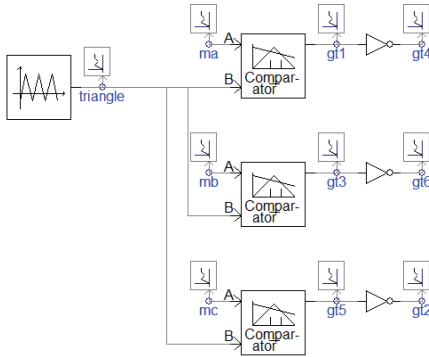 A
ma
gt1
gt4
B
Compar-
ator
triangle
A
mb
gt3
gt6
B
Compar-
ator
A
mc
gt5
gt2
B
Compar-
ator